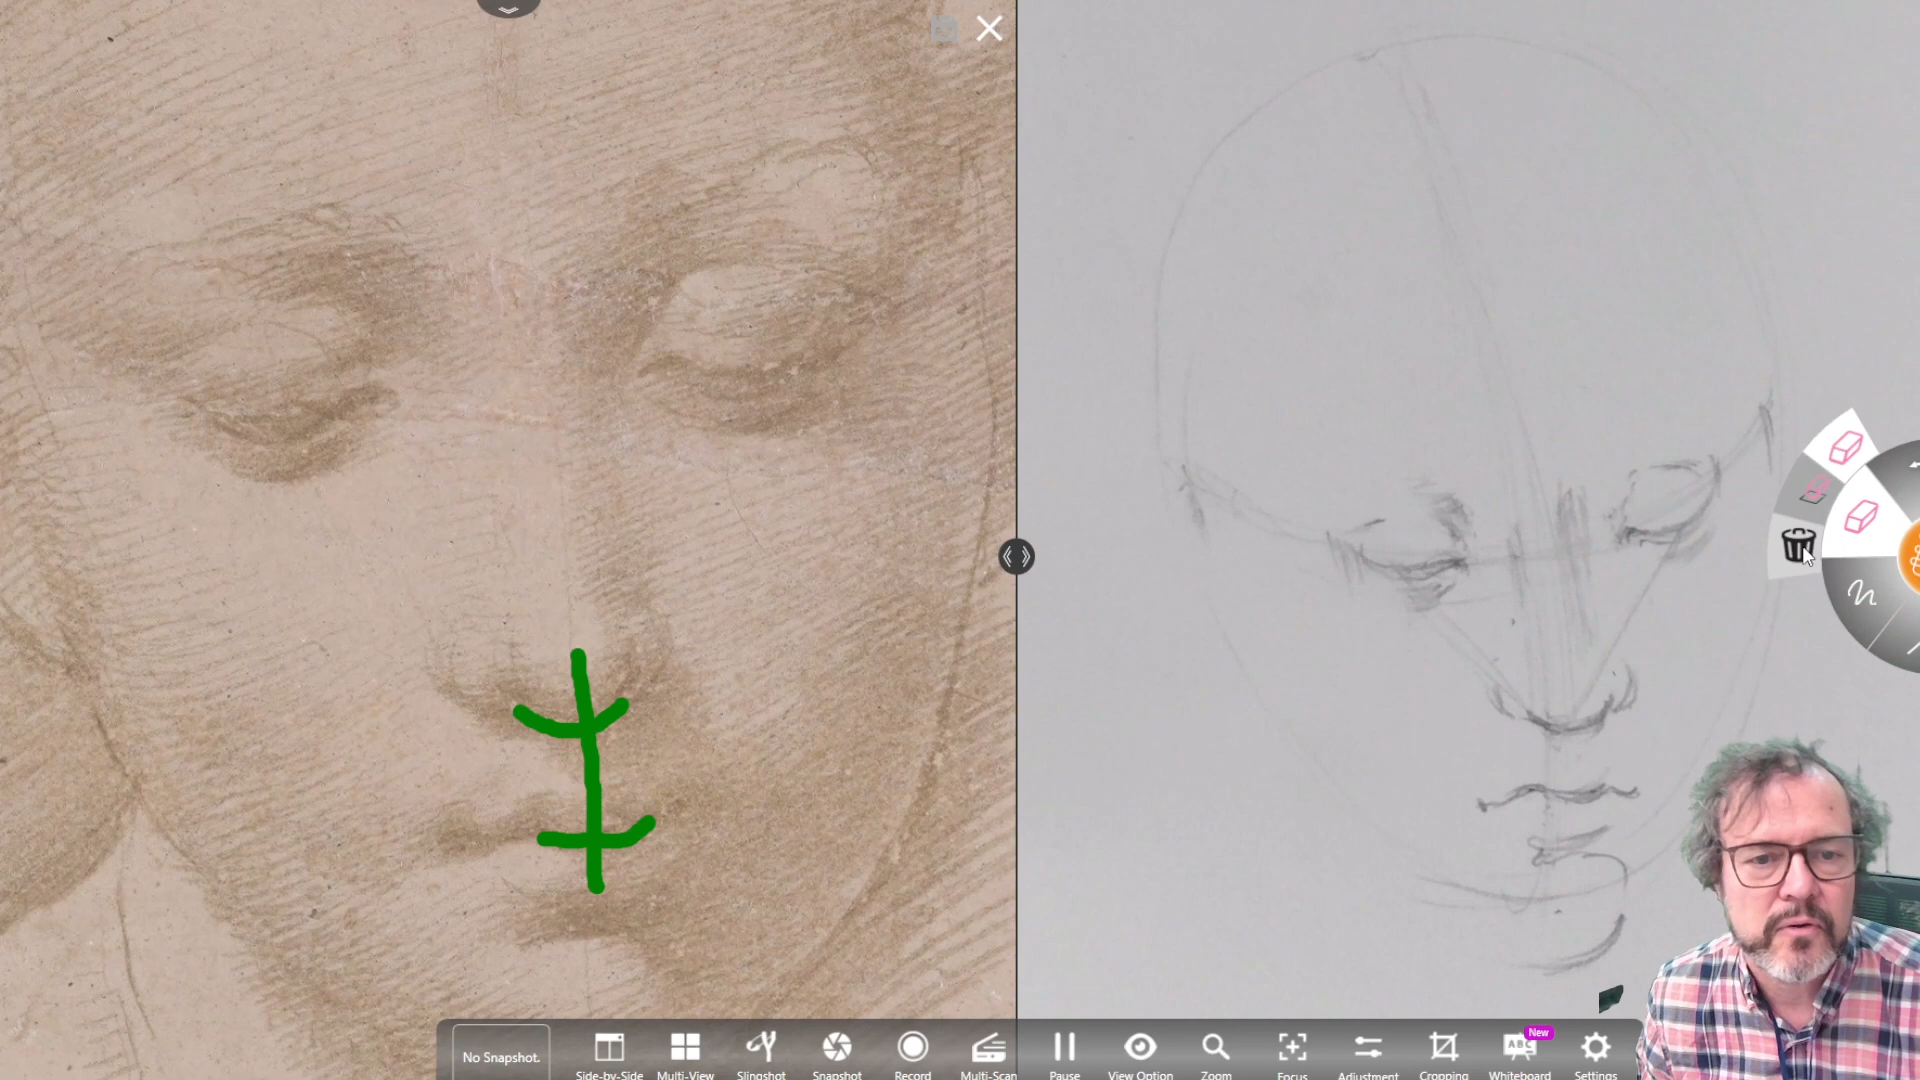 New
ABC
No Snapshot.
Side-by-Side Multi-View Slingshot Snapshot Record Multi-Scan Pause View Option Zoom Focus Adjustment Cropping Whiteboard Settings